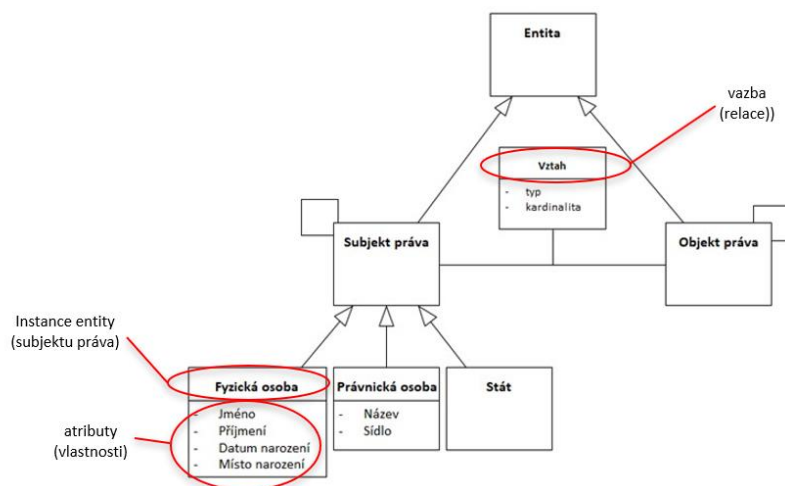 Entita
vazba
(relace))
Vztah
- typ
- kardinalita
Subjekt práva
Objekt práva
Instance entity
(subjektu práva)
Fyzická osoba
- Jméno
- Příjmení
- Datum narození
- Místo narození
Právnická osoba
- Název
- Sídlo
Stát
atributy
(vlastnosti)